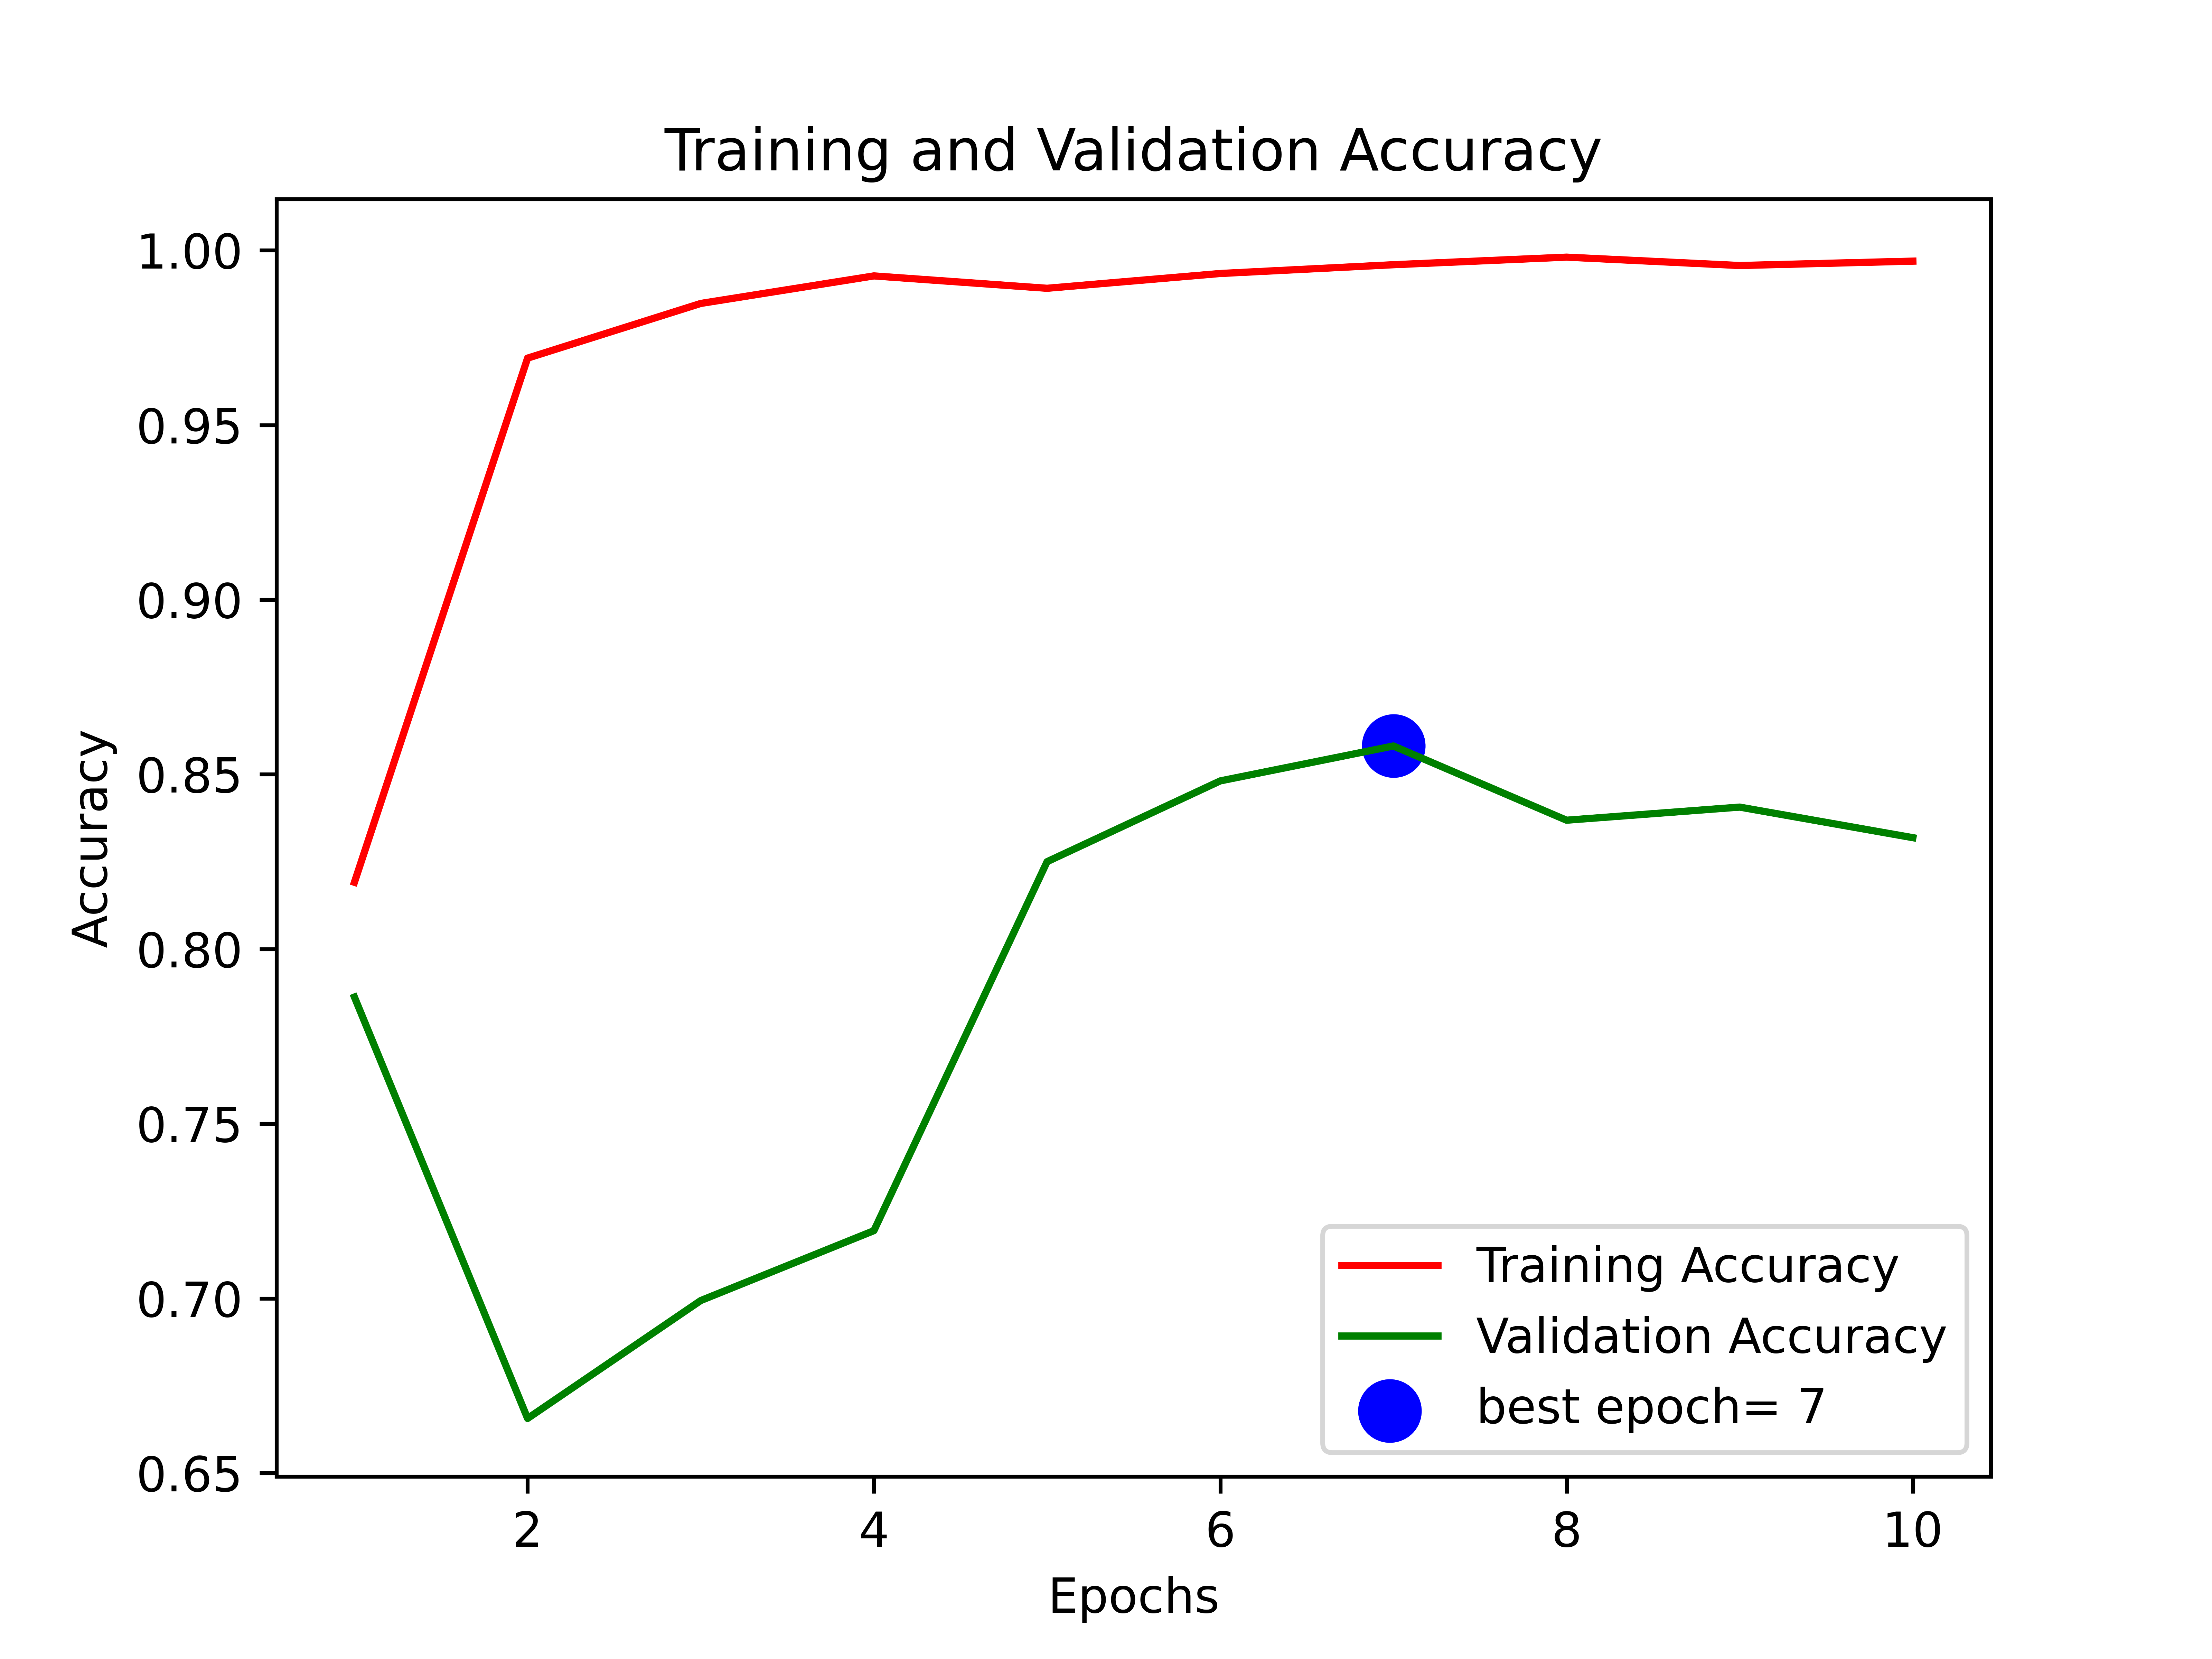 Training and Validation Accuracy
1.00
0.95
0.90
0.85
0.80
0.75
0.70
0.65
Accuracy
2 4 6 8 10
Epochs
Training Accuracy
Validation Accuracy
best epoch= 7